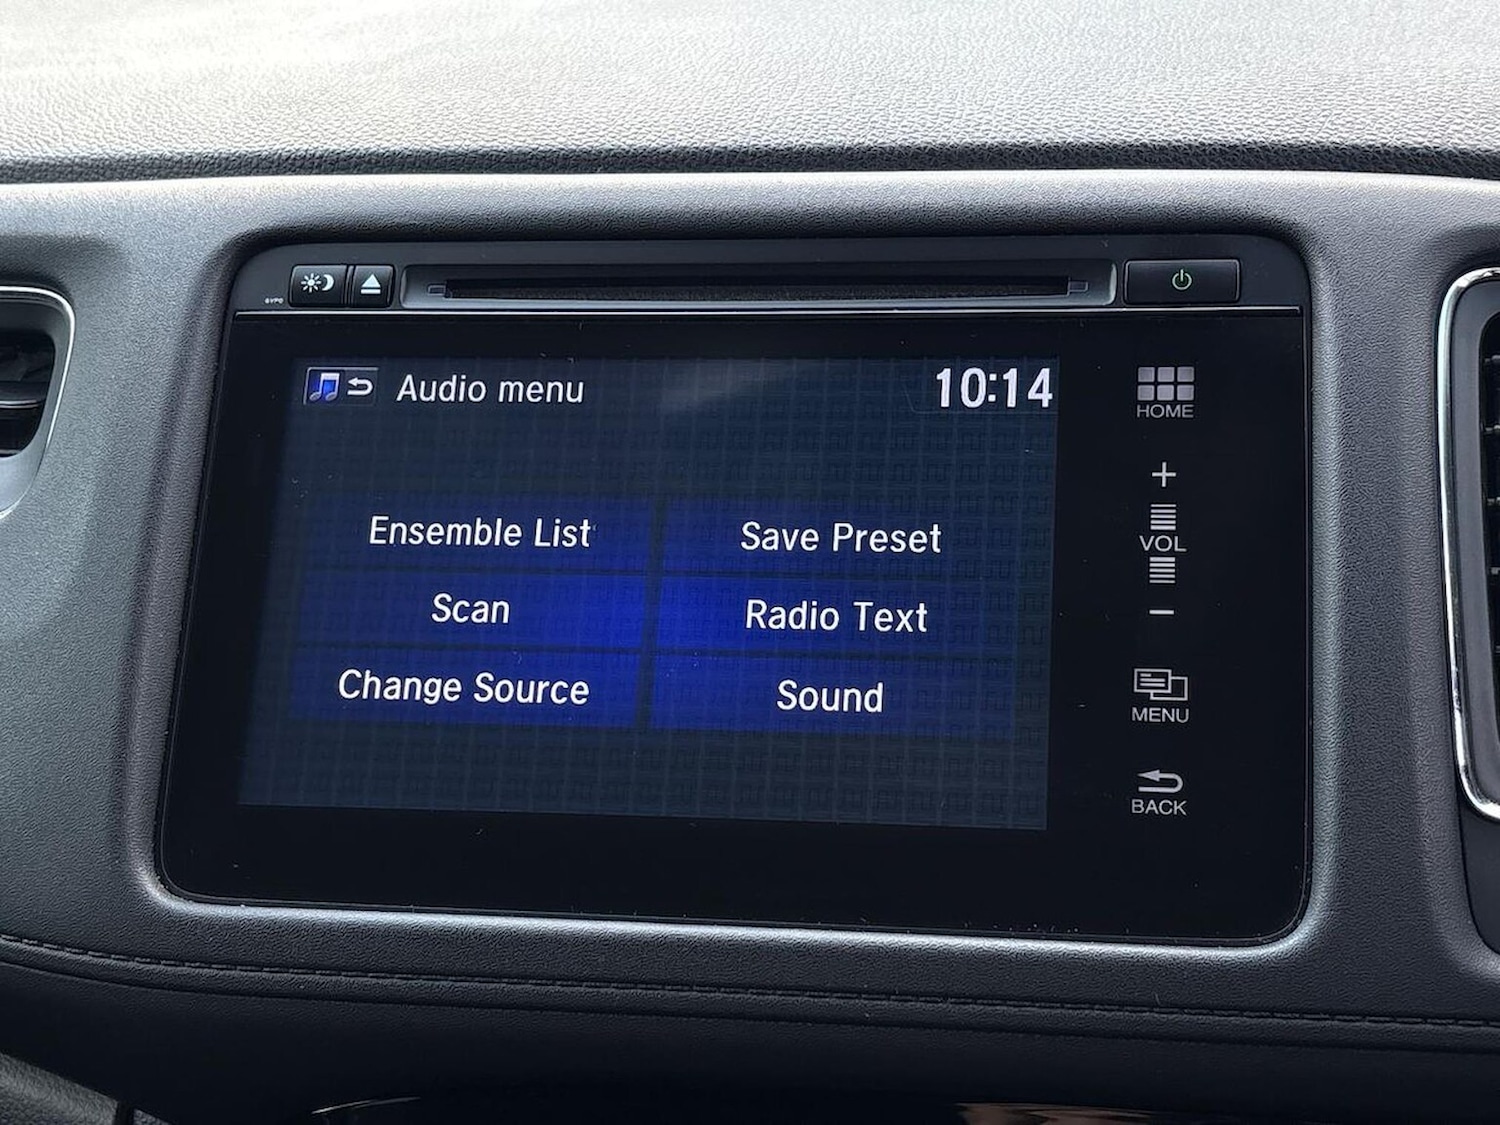 Audio menu
10:14
Ensemble List
Save Preset
Scan
Radio Text
Change Source
Sound
HOME
+
VOL
−
MENU
BACK